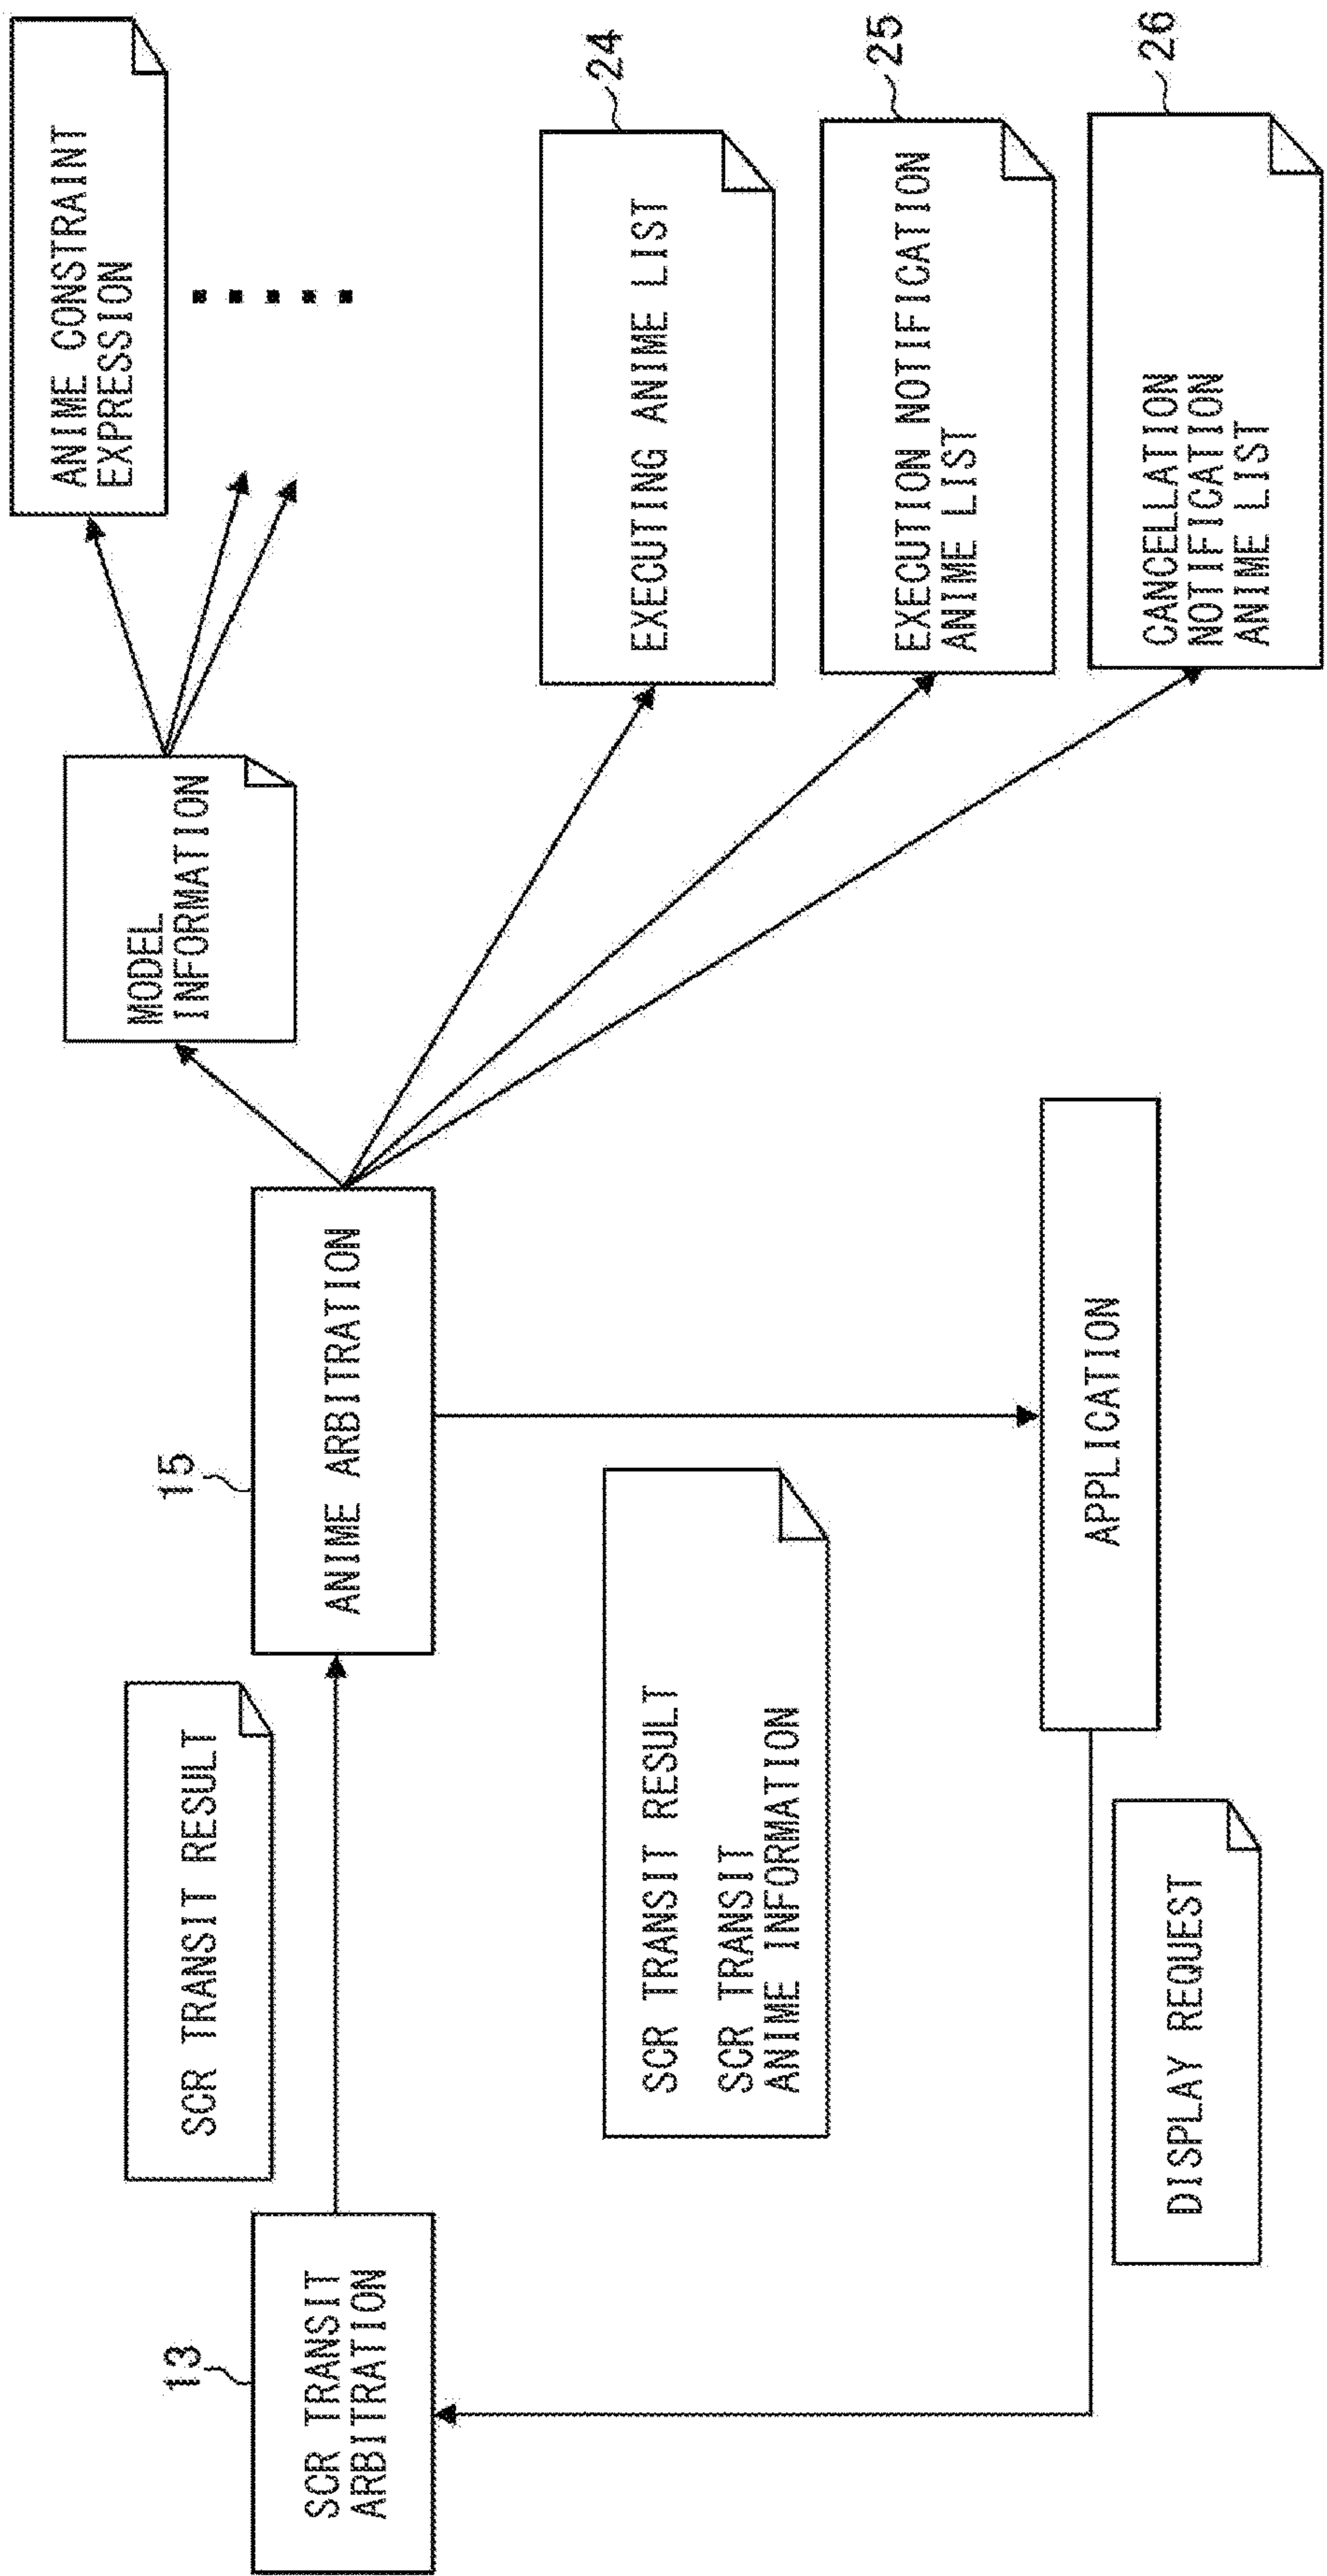 13
SCR TRANSIT
ARBITRATION
SCR TRANSIT RESULT
15
ANIME ARBITRATION
MODEL
INFORMATION
ANIME CONSTRAINT
EXPRESSION
EXECUTING ANIME LIST
24
EXECUTION NOTIFICATION
ANIME LIST
25
CANCELLATION
NOTIFICATION
ANIME LIST
26
SCR TRANSIT RESULT
SCR TRANSIT
ANIME INFORMATION
APPLICATION
DISPLAY REQUEST